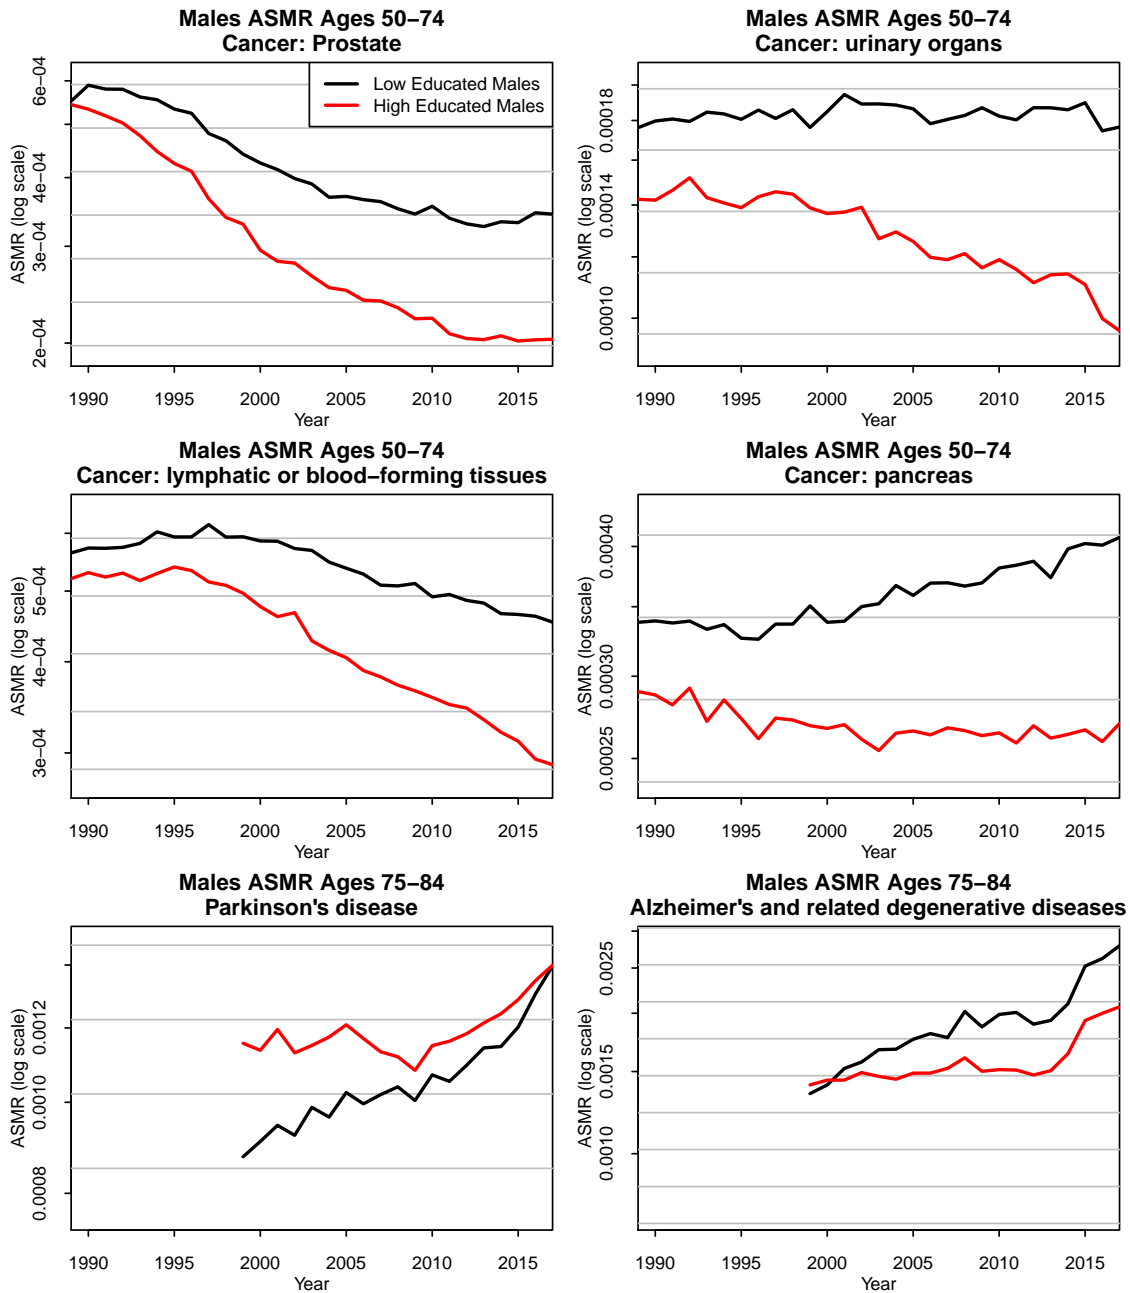 Males ASMR Ages 50−74
Cancer: Prostate
ASMR (log scale)
6e−04
4e−04
3e−04
2e−04
Low Educated Males
High Educated Males
1990 1995 2000 2005 2010 2015
Year
Males ASMR Ages 50−74
Cancer: urinary organs
ASMR (log scale)
0.00018
0.00014
0.00010
1990 1995 2000 2005 2010 2015
Year
Males ASMR Ages 50−74
Cancer: lymphatic or blood−forming tissues
ASMR (log scale)
5e−04
4e−04
3e−04
1990 1995 2000 2005 2010 2015
Year
Males ASMR Ages 50−74
Cancer: pancreas
ASMR (log scale)
0.00040
0.00030
0.00025
1990 1995 2000 2005 2010 2015
Year
Males ASMR Ages 75−84
Parkinson's disease
ASMR (log scale)
0.0012
0.0010
0.0008
1990 1995 2000 2005 2010 2015
Year
Males ASMR Ages 75−84
Alzheimer's and related degenerative diseases
ASMR (log scale)
0.0025
0.0015
0.0010
1990 1995 2000 2005 2010 2015
Year